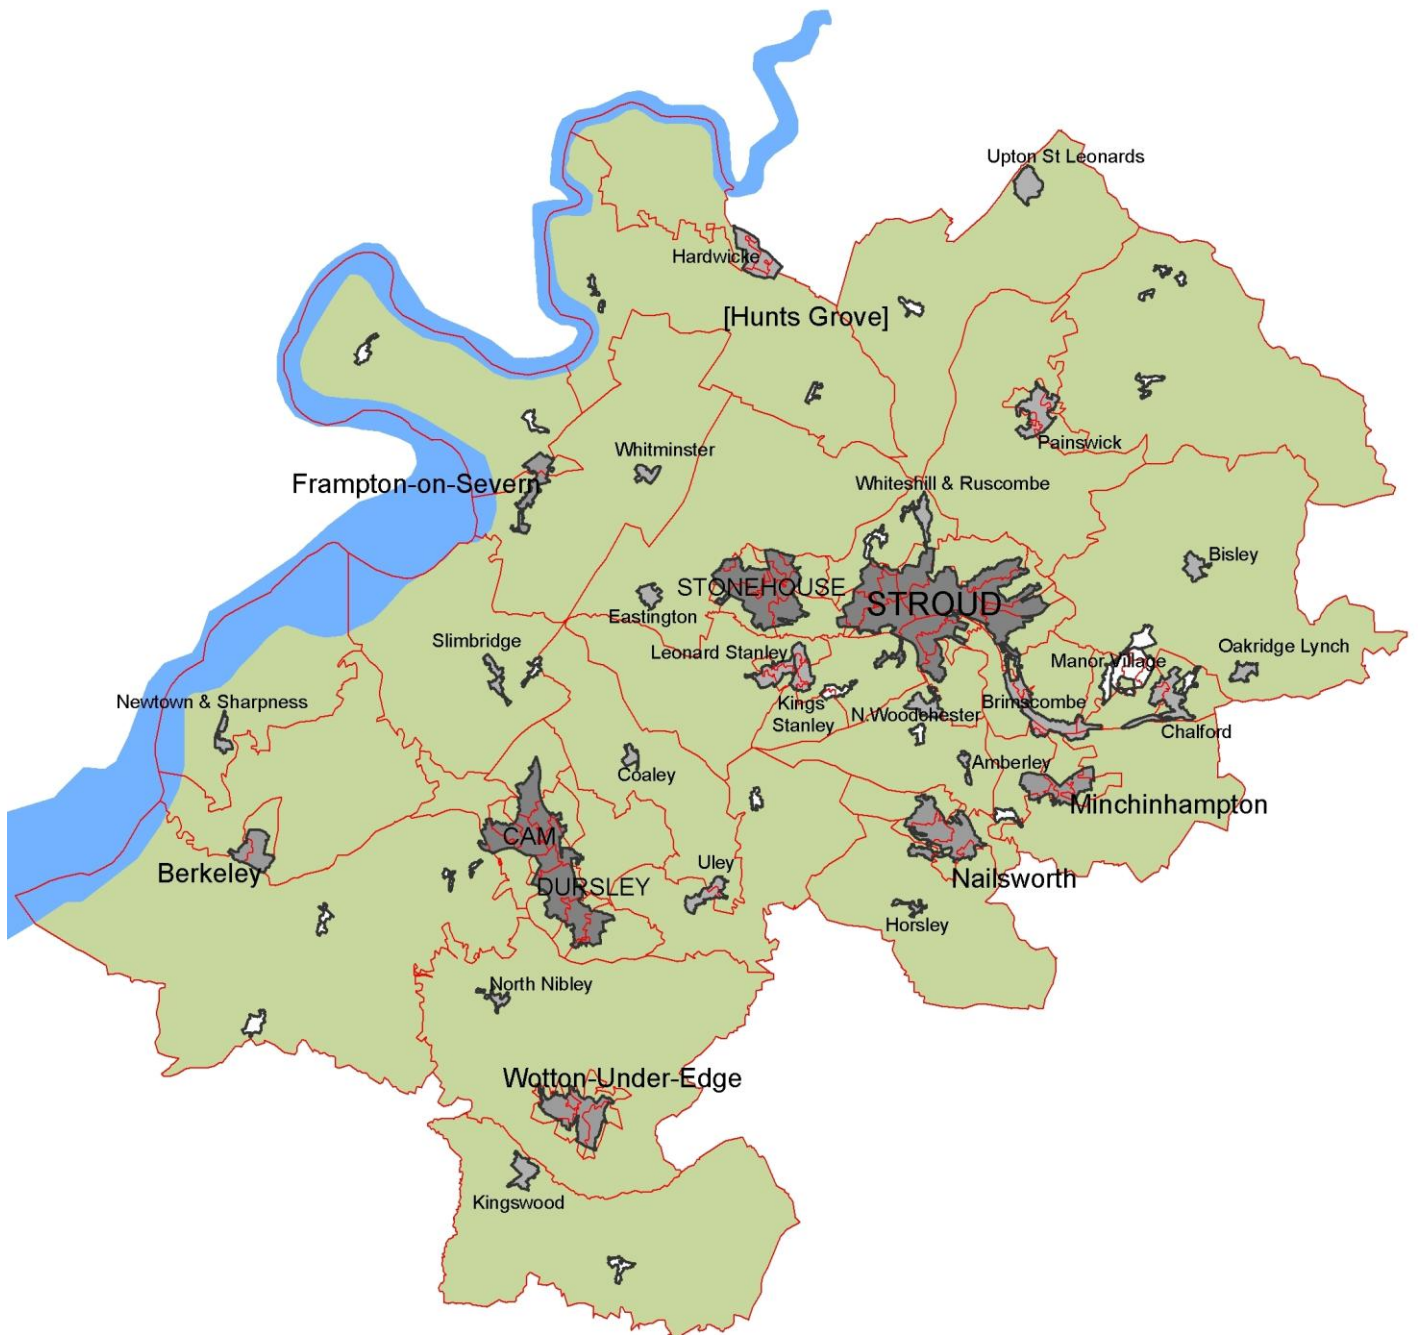 Upton St Leonards
Hardwicke
[Hunts Grove]
Painswick
Whitminster
Frampton-on-Severn
Whiteshill & Ruscombe
Bisley
STONEHOUSE
STROUD
Eastington
Slimbridge
Leonard Stanley
Manor Village
Oakridge Lynch
Newtown & Sharpness
Kings
Stanley
N.Woodchester
Brimscombe
Chalford
Coaley
Amberley
Minchinhampton
CAM
Berkeley
DURSLEY
Uley
Nailsworth
Horsley
North Nibley
Wotton-Under-Edge
Kingswood